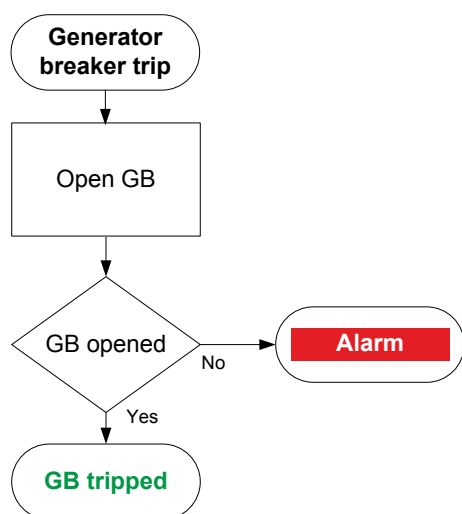 Generator
breaker trip
Open GB
GB opened
No
Alarm
Yes
GB tripped